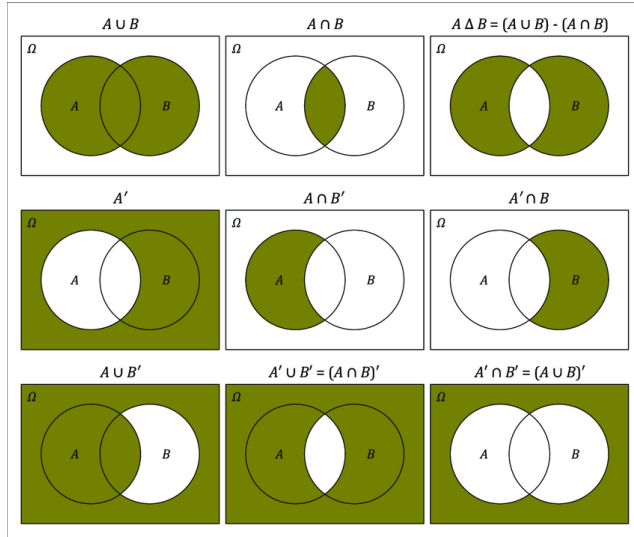 A ∪ B
A ∩ B
A Δ B = (A ∪ B) - (A ∩ B)
Ω
A
B
Ω
A
B
Ω
A
B
A′
A ∩ B′
A′ ∩ B
Ω
A
B
Ω
A
B
Ω
A
B
A ∪ B′
A′ ∪ B′ = (A ∩ B)′
A′ ∩ B′ = (A ∪ B)′
Ω
A
B
Ω
A
B
Ω
A
B